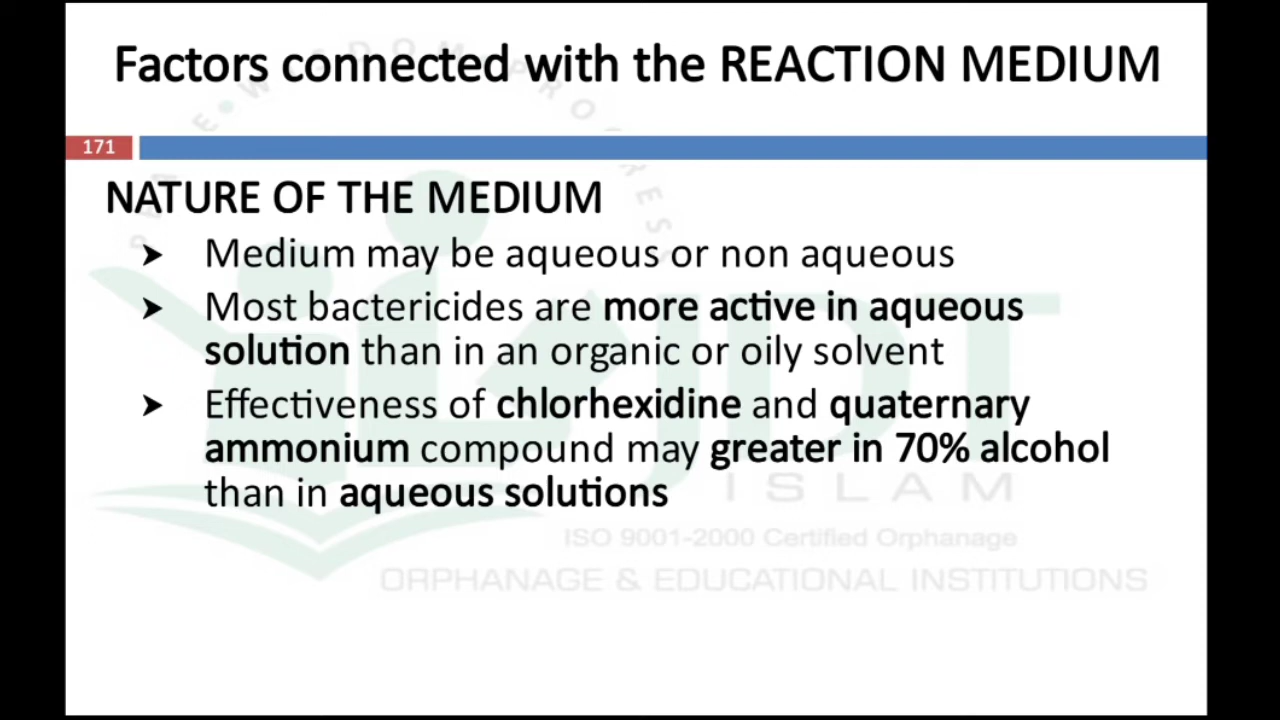 Factors connected with the REACTION MEDIUM
171
NATURE OF THE MEDIUM
➤ Medium may be aqueous or non aqueous
➤ Most bactericides are more active in aqueous
solution than in an organic or oily solvent
➤ Effectiveness of chlorhexidine and quaternary
ammonium compound may greater in 70% alcohol
than in aqueous solutions
JDT
ISLAM
ISO 9001-2000 Certified Orphanage
ORPHANAGE & EDUCATIONAL INSTITUTIONS